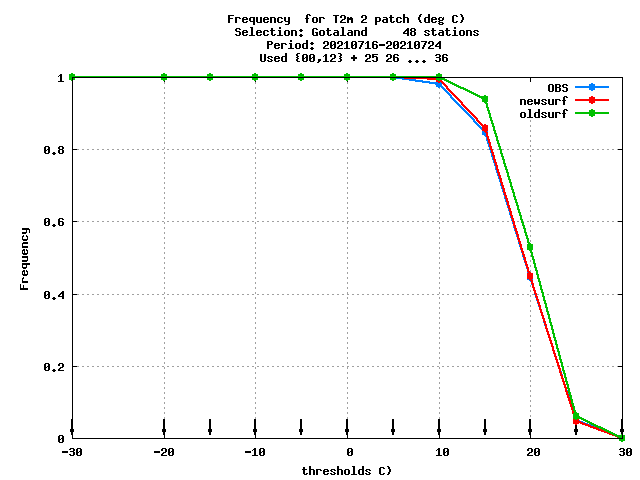 Frequency  for T2m 2 patch (deg C)
Selection: Gotaland     48 stations
Period: 20210716-20210724
Used {00,12} + 25 26 ... 36
OBS
newsurf
oldsurf
1
0.8
0.6
0.4
0.2
0
Frequency
-30 -20 -10 0 10 20 30
thresholds C)